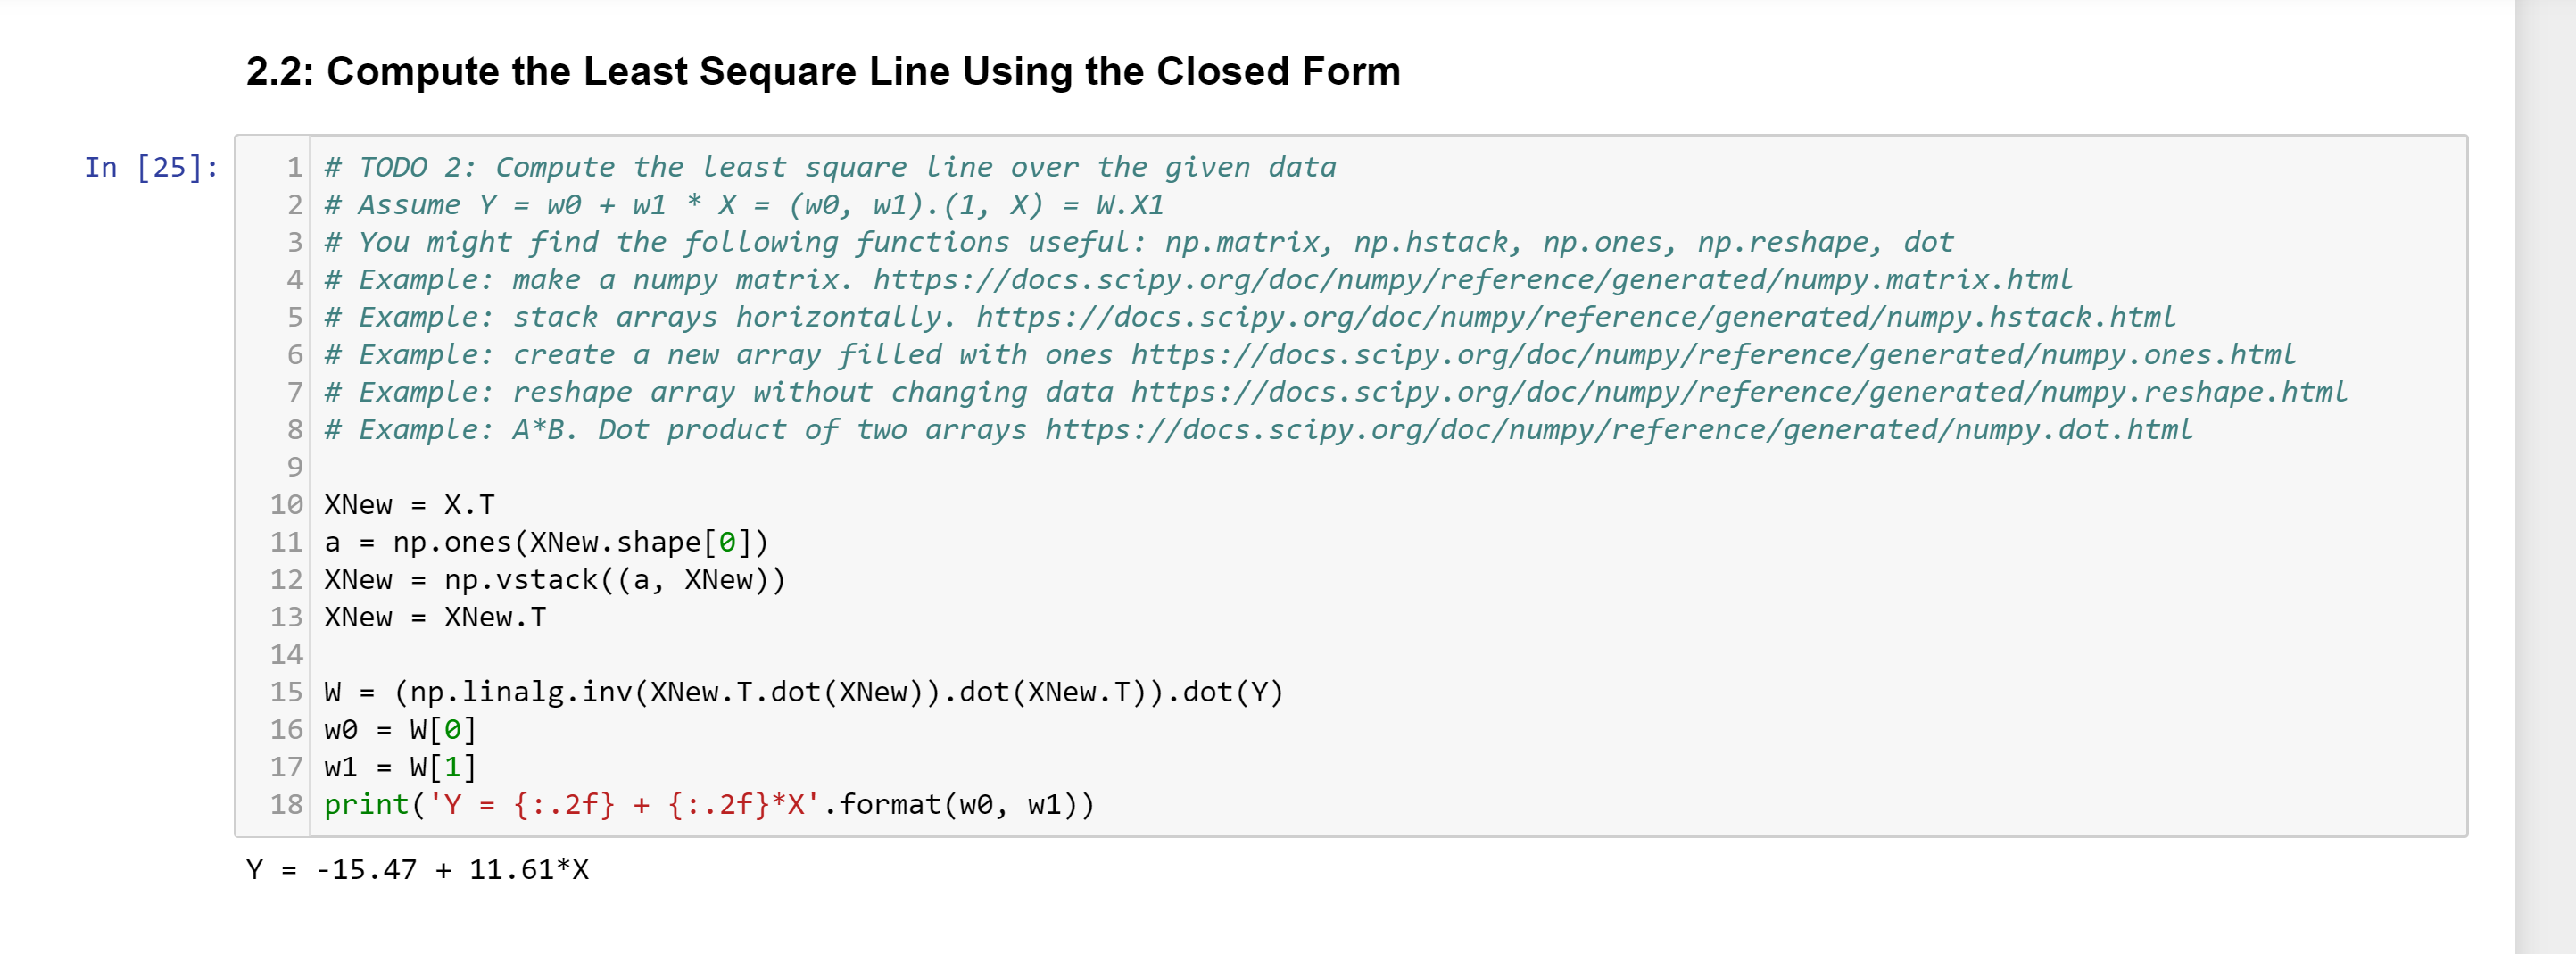 2.2: Compute the Least Sequare Line Using the Closed Form
In [25]:
1 # TODO 2: Compute the least square line over the given data
2 # Assume Y = w0 + w1 * X = (w0, w1).(1, X) = W.X1
3 # You might find the following functions useful: np.matrix, np.hstack, np.ones, np.reshape, dot
4 # Example: make a numpy matrix. https://docs.scipy.org/doc/numpy/reference/generated/numpy.matrix.html
5 # Example: stack arrays horizontally. https://docs.scipy.org/doc/numpy/reference/generated/numpy.hstack.html
6 # Example: create a new array filled with ones https://docs.scipy.org/doc/numpy/reference/generated/numpy.ones.html
7 # Example: reshape array without changing data https://docs.scipy.org/doc/numpy/reference/generated/numpy.reshape.html
8 # Example: A*B. Dot product of two arrays https://docs.scipy.org/doc/numpy/reference/generated/numpy.dot.html
9
10 XNew = X.T
11 a = np.ones(XNew.shape[0])
12 XNew = np.vstack((a, XNew))
13 XNew = XNew.T
14
15 W = (np.linalg.inv(XNew.T.dot(XNew)).dot(XNew.T)).dot(Y)
16 w0 = W[0]
17 w1 = W[1]
18 print('Y = {:.2f} + {:.2f}*X'.format(w0, w1))
Y = -15.47 + 11.61*X